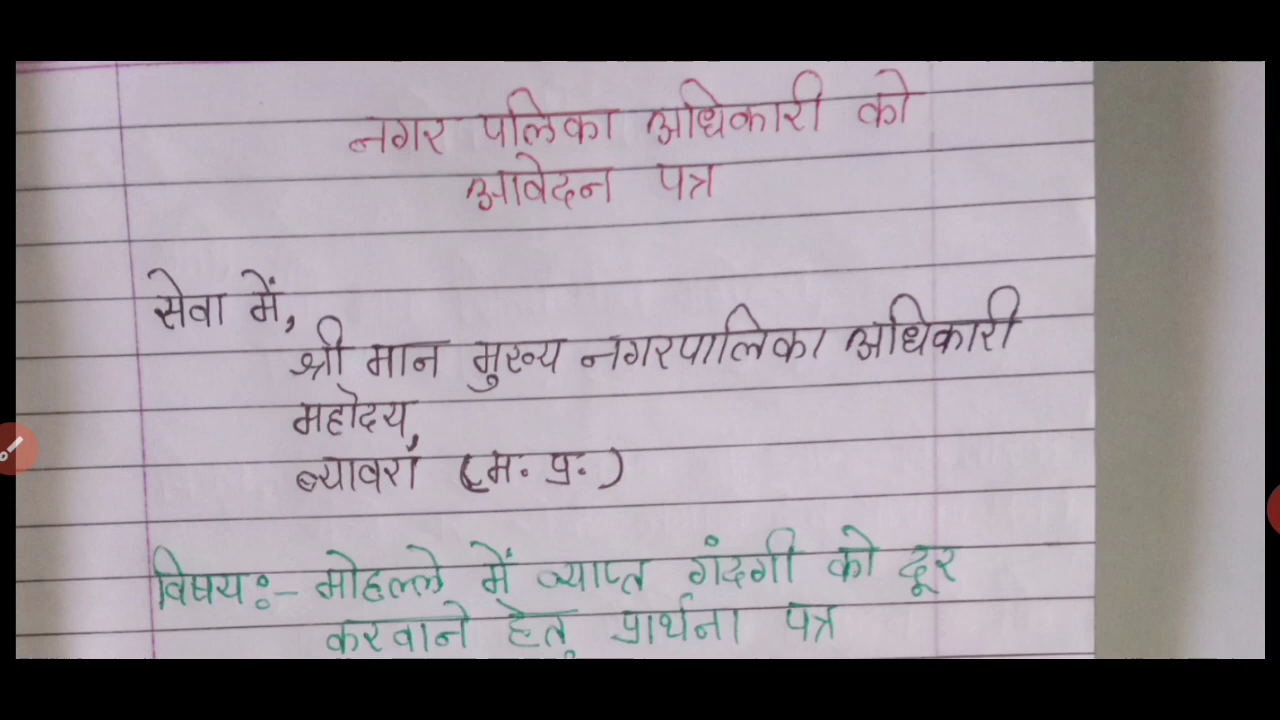 नगर पलिका अधिकारी को
आवेदन पत्र
सेवा में,
श्री मान मुख्य नगरपालिका अधिकारी
महोदय,
ब्यावरा (म. प्र.)
विषय:- मोहल्ले में व्याप्त गंदगी को दूर
करवाने हेतु प्रार्थना पत्र